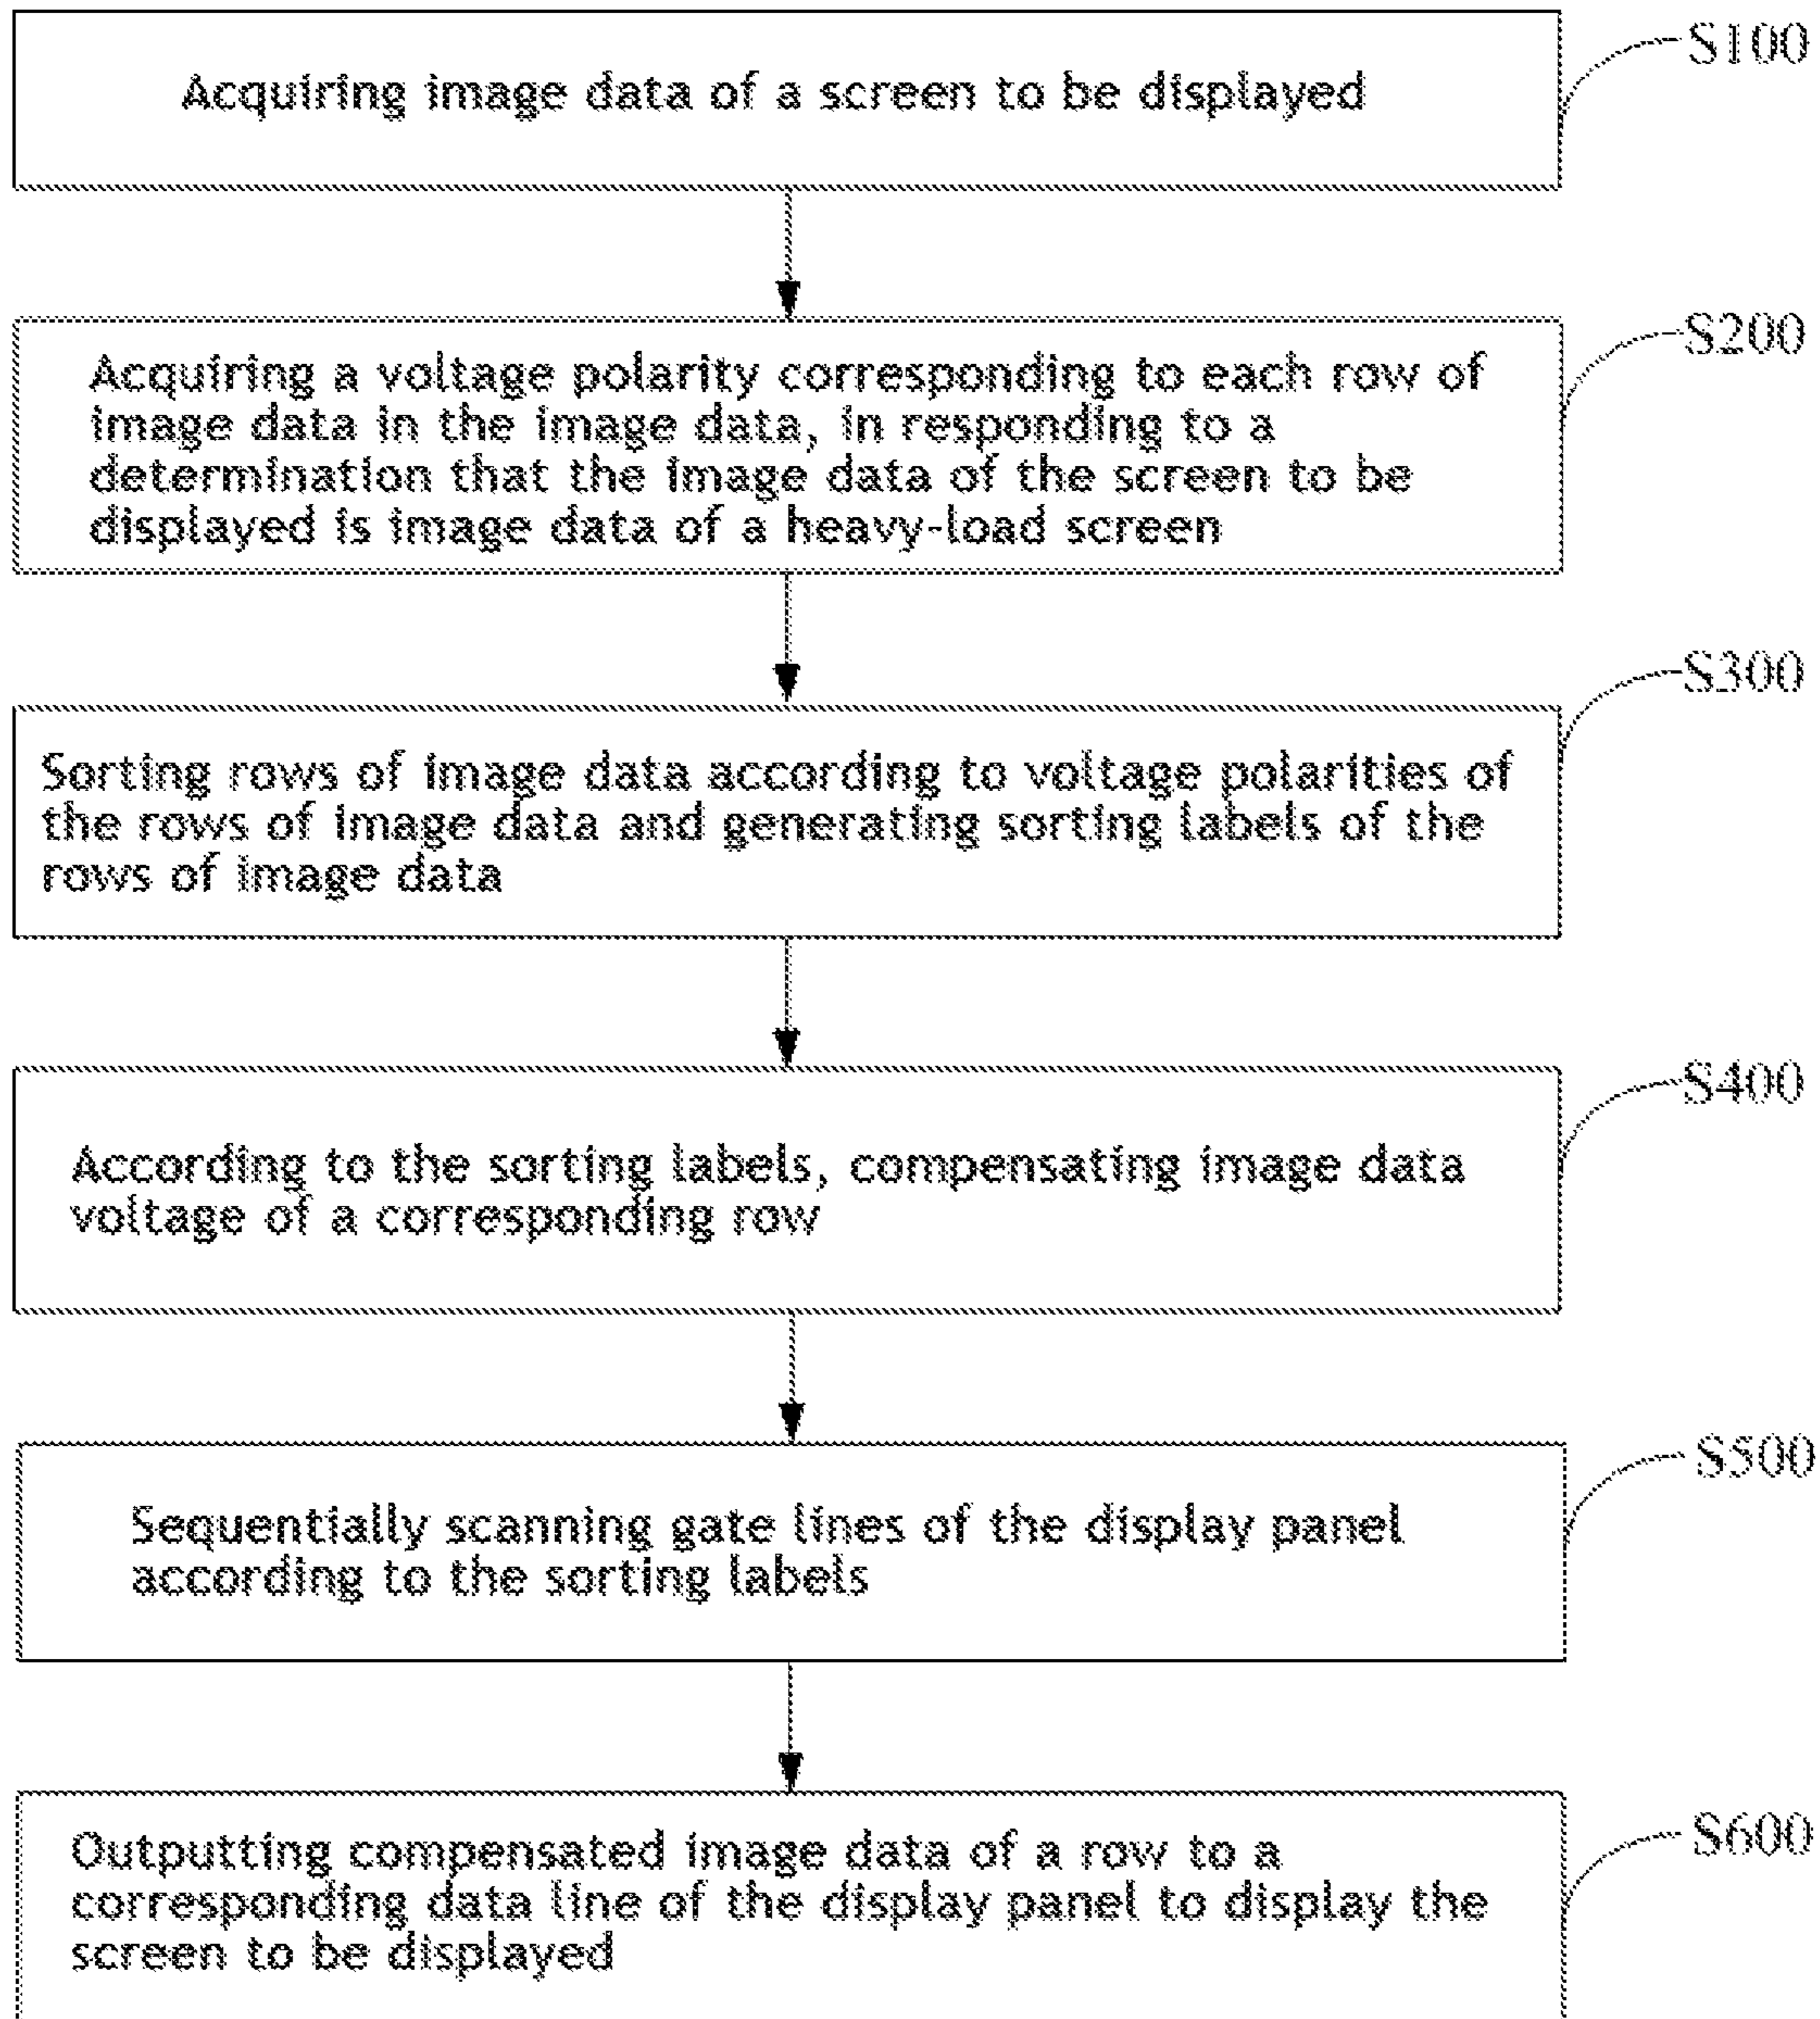 Acquiring image data of a screen to be displayed
S100
Acquiring a voltage polarity corresponding to each row of
image data in the image data, in responding to a
determination that the image data of the screen to be
displayed is image data of a heavy-load screen
S200
Sorting rows of image data according to voltage polarities of
the rows of image data and generating sorting labels of the
rows of image data
S300
According to the sorting labels, compensating image data
voltage of a corresponding row
S400
Sequentially scanning gate lines of the display panel
according to the sorting labels
S500
Outputting compensated image data of a row to a
corresponding data line of the display panel to display the
screen to be displayed
S600